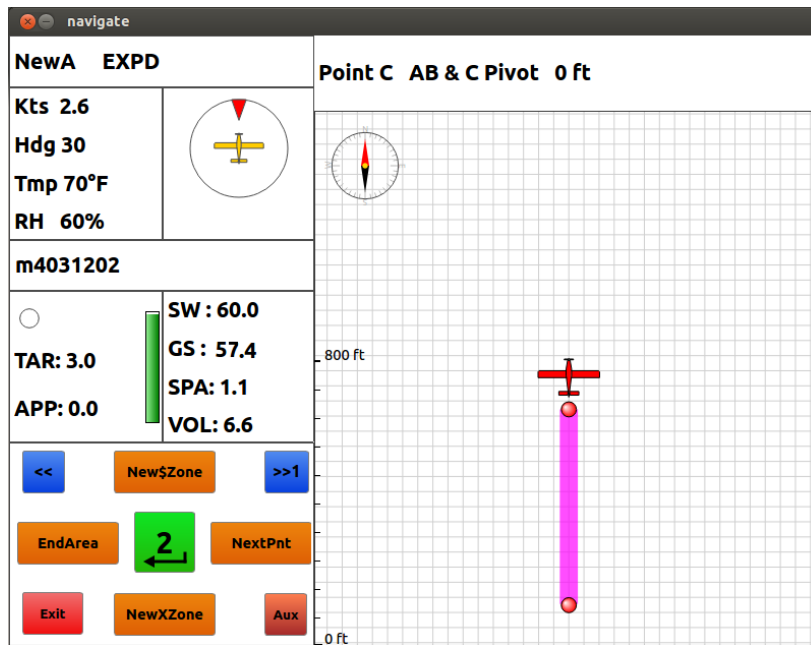 navigate
NewA EXPD
Point C AB & C Pivot 0 ft
Kts 2.6
Hdg 30
Tmp 70°F
RH 60%
m4031202
TAR: 3.0
APP: 0.0
SW : 60.0
GS : 57.4
SPA: 1.1
VOL: 6.6
<< New$Zone >>1
EndArea 2 NextPnt
Exit NewXZone Aux
800 ft
0 ft